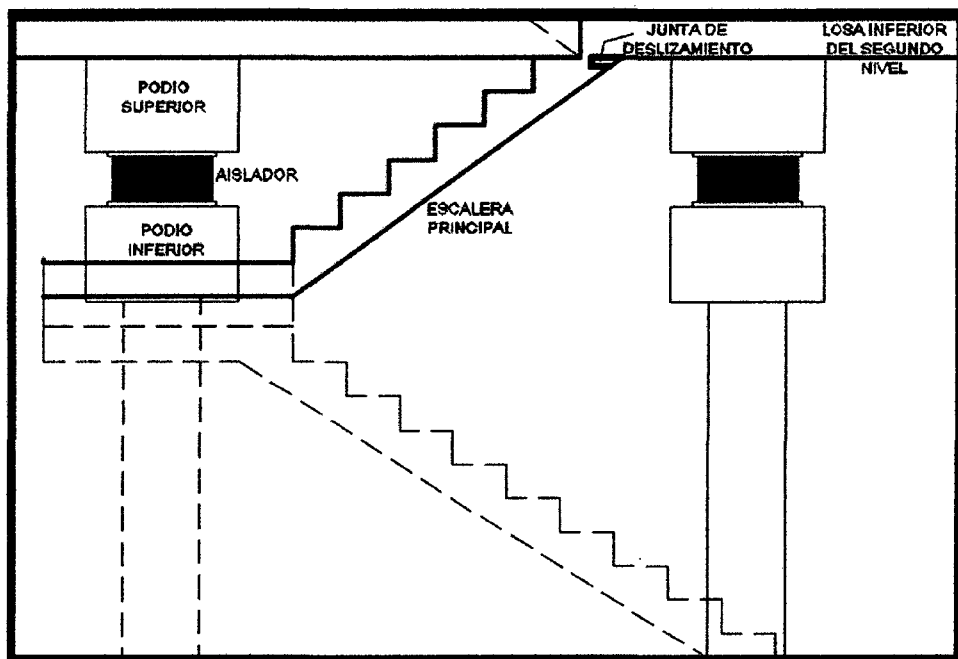 JUNTA DE
DESLIZAMIENTO
LOSA INFERIOR
DEL SEGUNDO
NIVEL
PODIO
SUPERIOR
AISLADOR
ESCALERA
PRINCIPAL
PODIO
INFERIOR